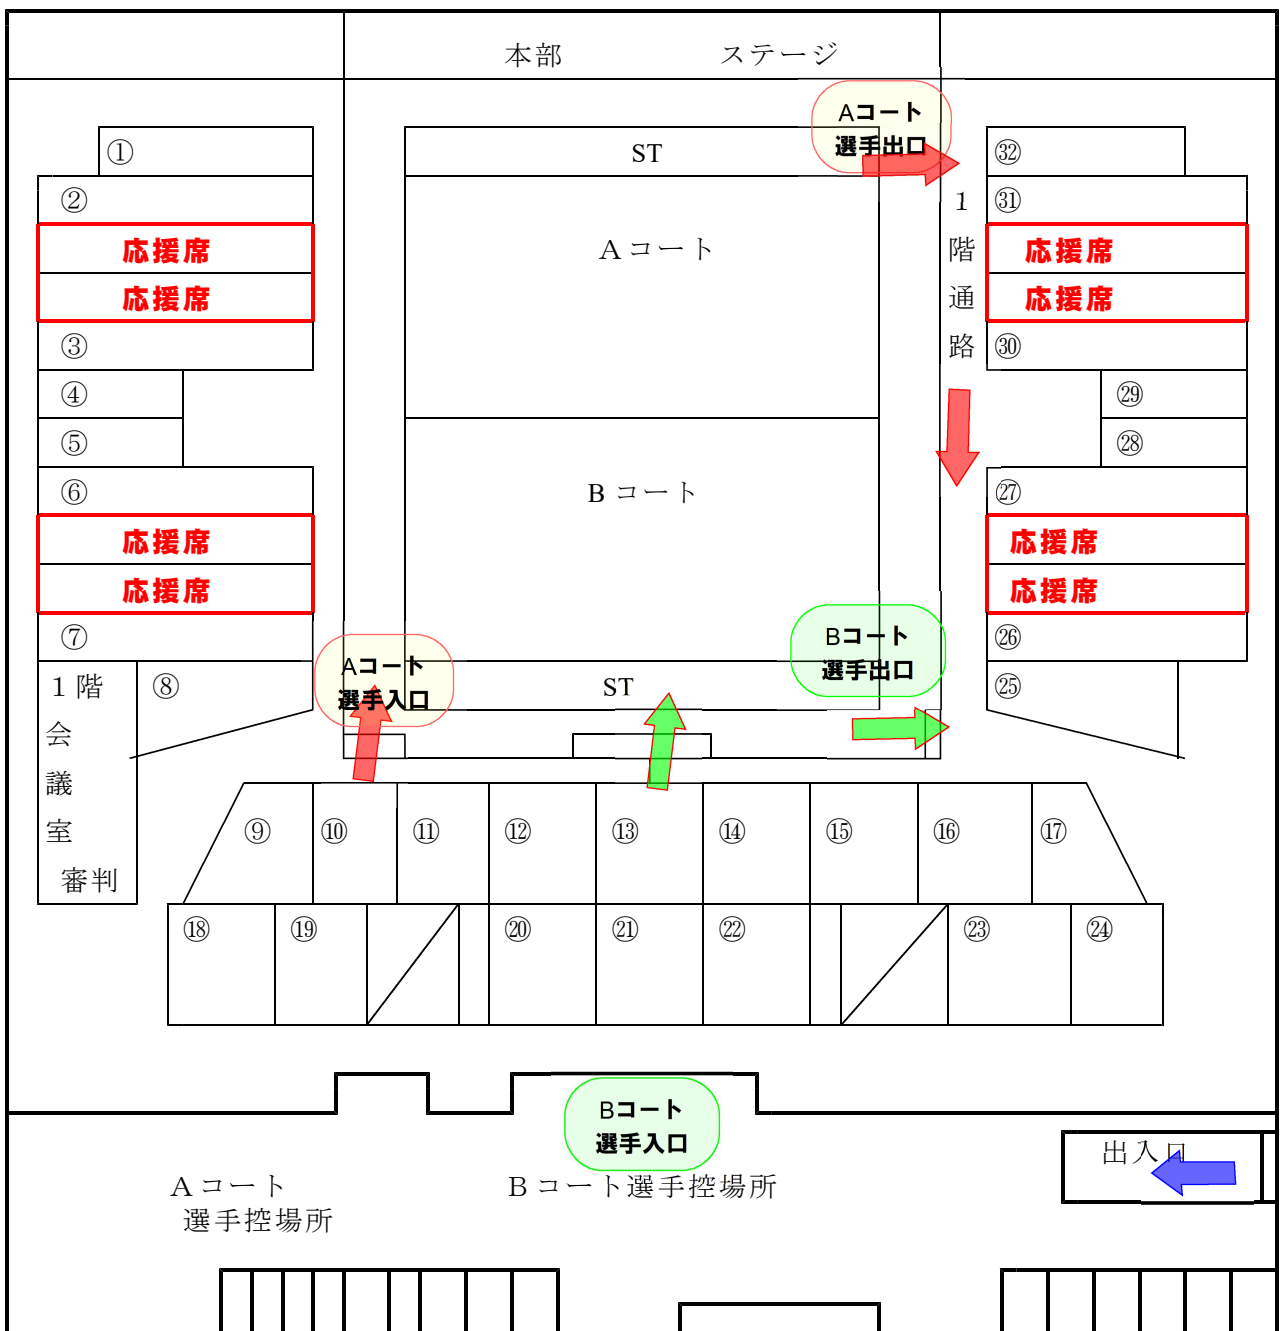 本部 ステージ
Aコート
選手出口
① ST ㉜
② 1 ㉛
応援席 Aコート 階 応援席
応援席 通 応援席
③ 路 ㉚
④ ㉙
⑤ ㉘
⑥ Bコート ㉗
応援席 応援席
応援席 応援席
⑦ Bコート ㉖
選手出口
Aコート
選手入口
1階 ⑧ ST ㉕
会
議
室 ⑨ ⑩ ⑪ ⑫ ⑬ ⑭ ⑮ ⑯ ⑰
審判
⑱ ⑲ ⑳ ㉑ ㉒ ㉓ ㉔
Bコート
選手入口
出入口
Aコート Bコート選手控場所
選手控場所